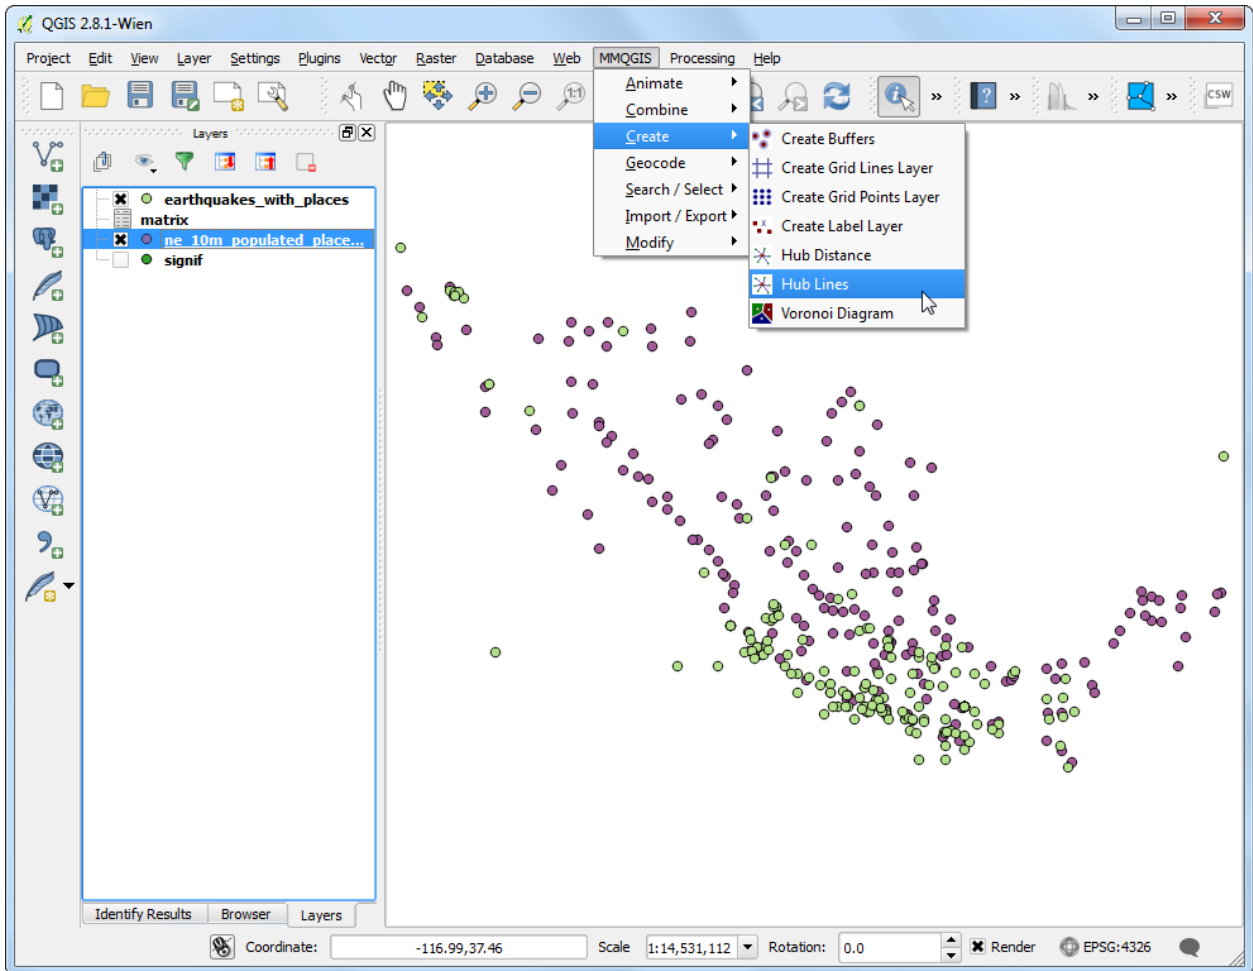 QGIS 2.8.1-Wien
Project Edit View Layer Settings Plugins Vector Raster Database Web MMQGIS Processing Help
1:1
CSW
Animate
Combine
Create
Geocode
Search / Select
Import / Export
Modify
Create Buffers
Create Grid Lines Layer
Create Grid Points Layer
Create Label Layer
Hub Distance
Hub Lines
Voronoi Diagram
Layers
earthquakes_with_places
matrix
ne_10m_populated_place...
signif
Identify Results Browser Layers
Coordinate: -116.99,37.46 Scale 1:14,531,112 Rotation: 0.0 Render EPSG:4326